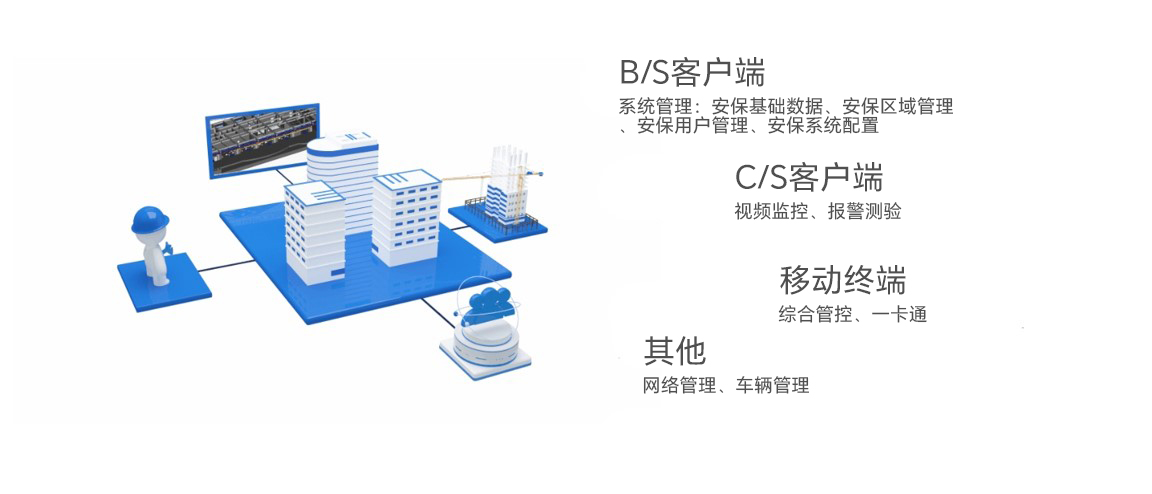 B/S客户端
系统管理：安保基础数据、安保区域管理
、安保用户管理、安保系统配置
C/S客户端
视频监控、报警测验
移动终端
综合管控、一卡通
其他
网络管理、车辆管理